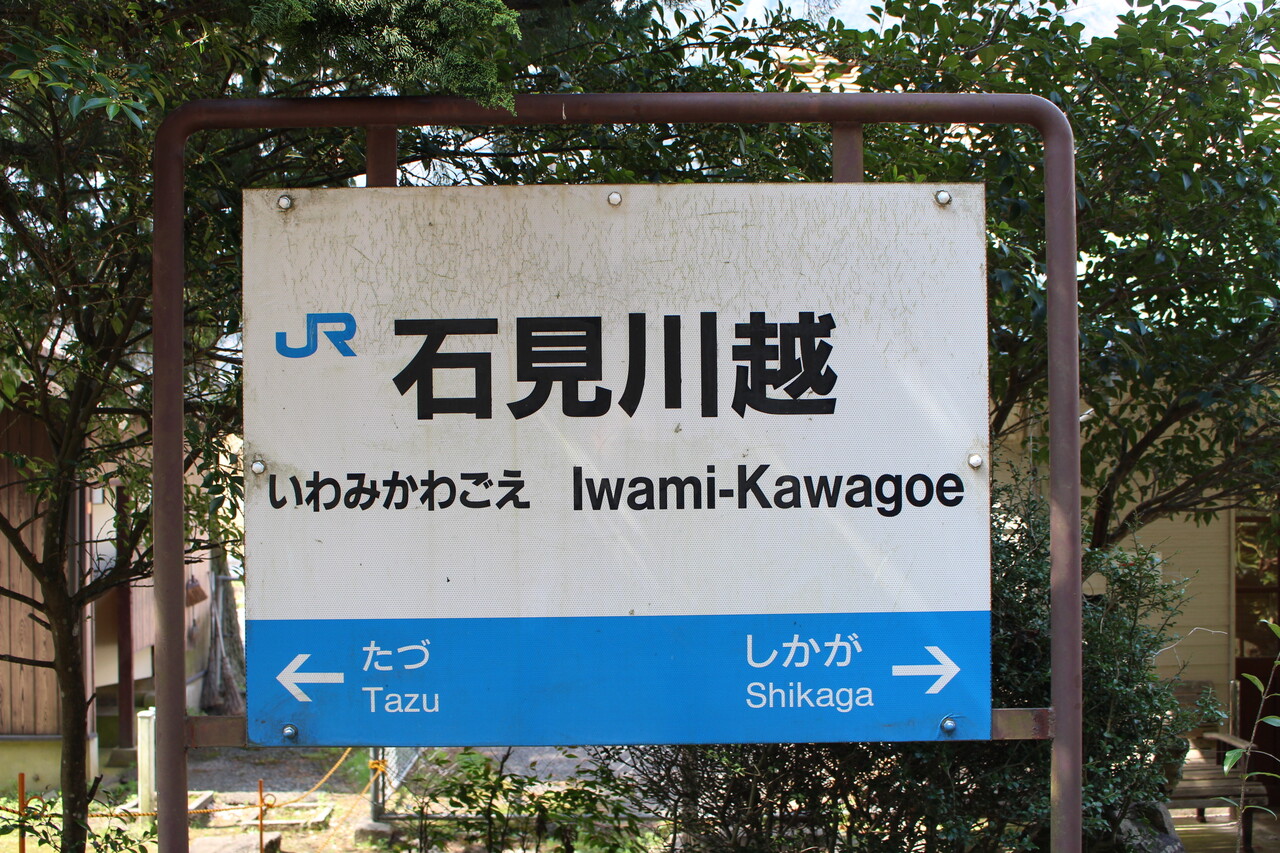 JR 石見川越
いわみかわごえ Iwami-Kawagoe
← たづ しかが →
Tazu Shikaga